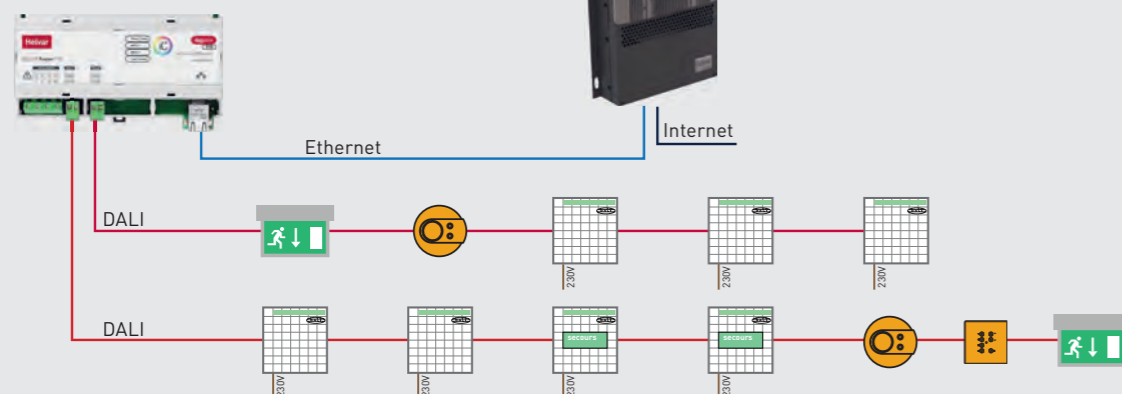 Helvar
Internet
Ethernet
DALI
230V
230V
230V
DALI
secours
secours
230V
230V
230V
230V